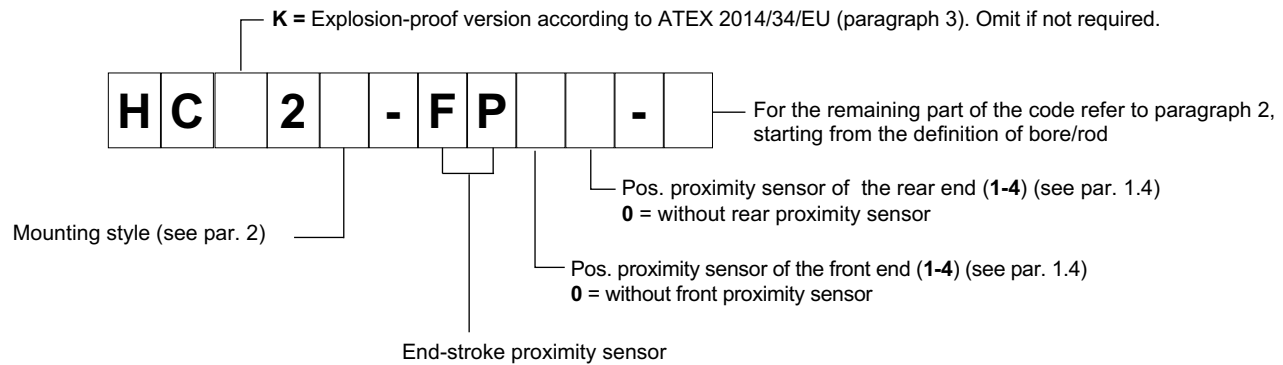 K = Explosion-proof version according to ATEX 2014/34/EU (paragraph 3). Omit if not required.
H C 2 - F P -
For the remaining part of the code refer to paragraph 2,
starting from the definition of bore/rod
Pos. proximity sensor of the rear end (1-4) (see par. 1.4)
0 = without rear proximity sensor
Mounting style (see par. 2)
Pos. proximity sensor of the front end (1-4) (see par. 1.4)
0 = without front proximity sensor
End-stroke proximity sensor